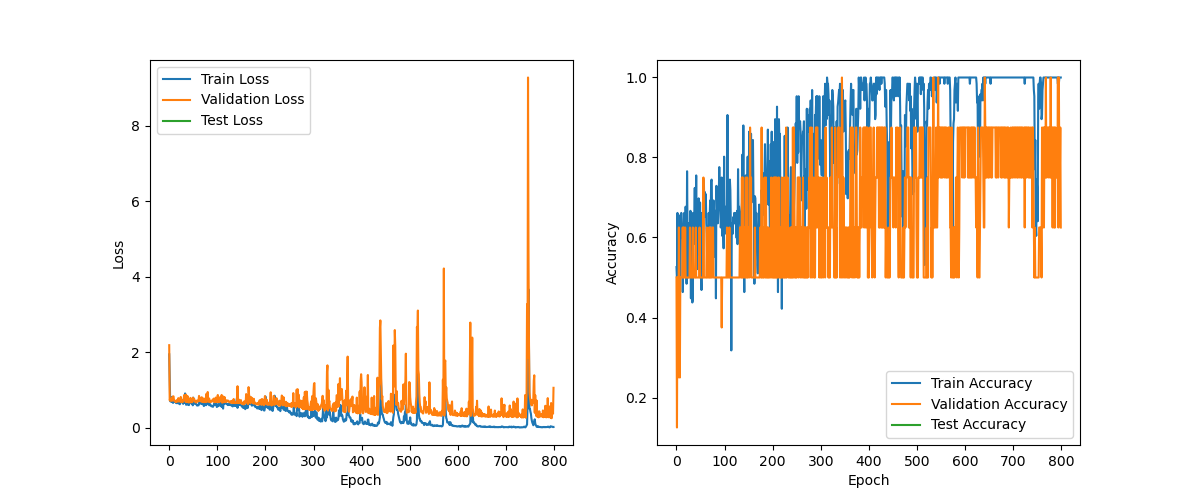 Train Loss
Validation Loss
Test Loss
8
6
4
2
0
Loss
0 100 200 300 400 500 600 700 800
Epoch
1.0
0.8
0.6
0.4
0.2
Accuracy
Train Accuracy
Validation Accuracy
Test Accuracy
0 100 200 300 400 500 600 700 800
Epoch